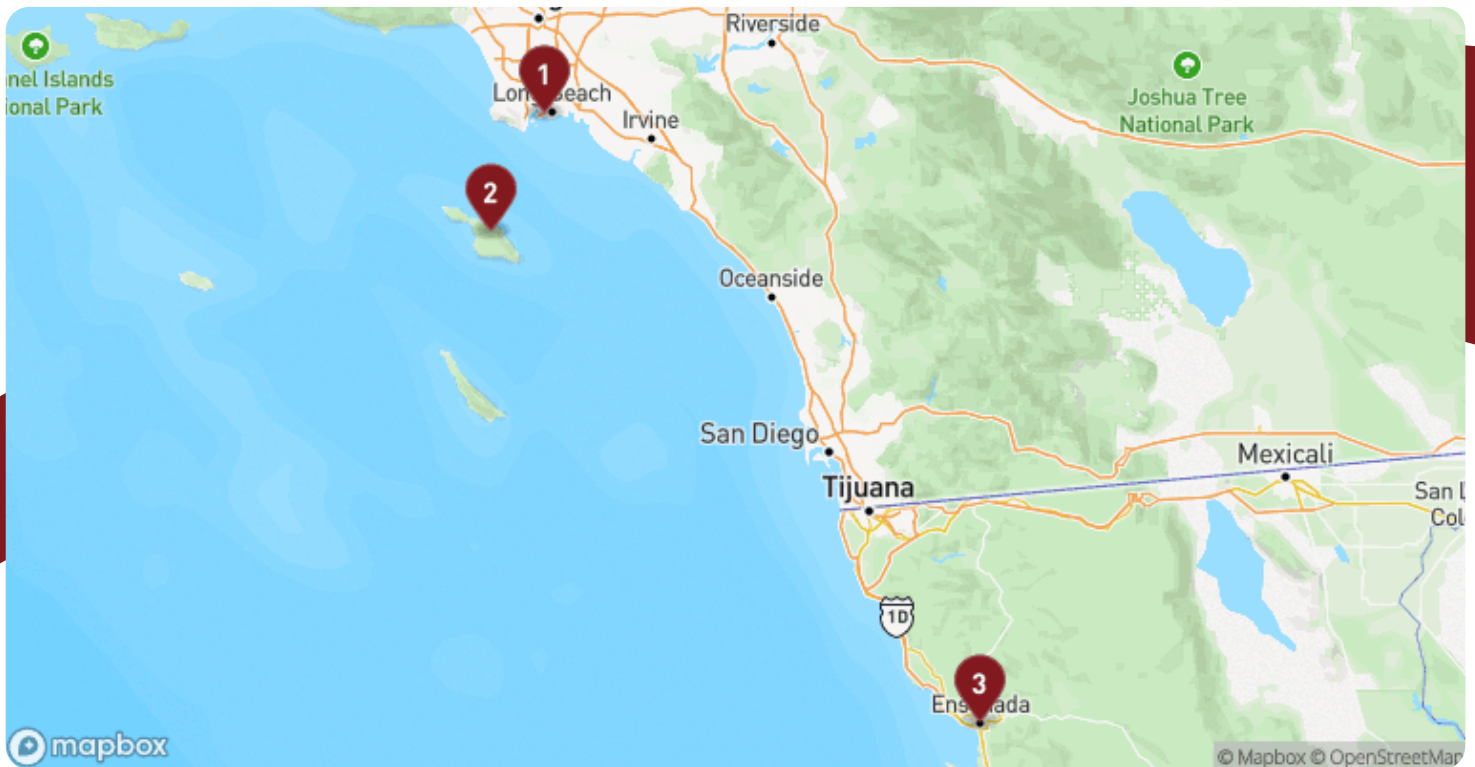 Riverside
1
Long Beach
nel Islands
ional Park
Joshua Tree
National Park
Irvine
2
Oceanside
San Diego
Mexicali
Tijuana
San L
Col
1D
3
Ensenada
mapbox
© Mapbox © OpenStreetMap